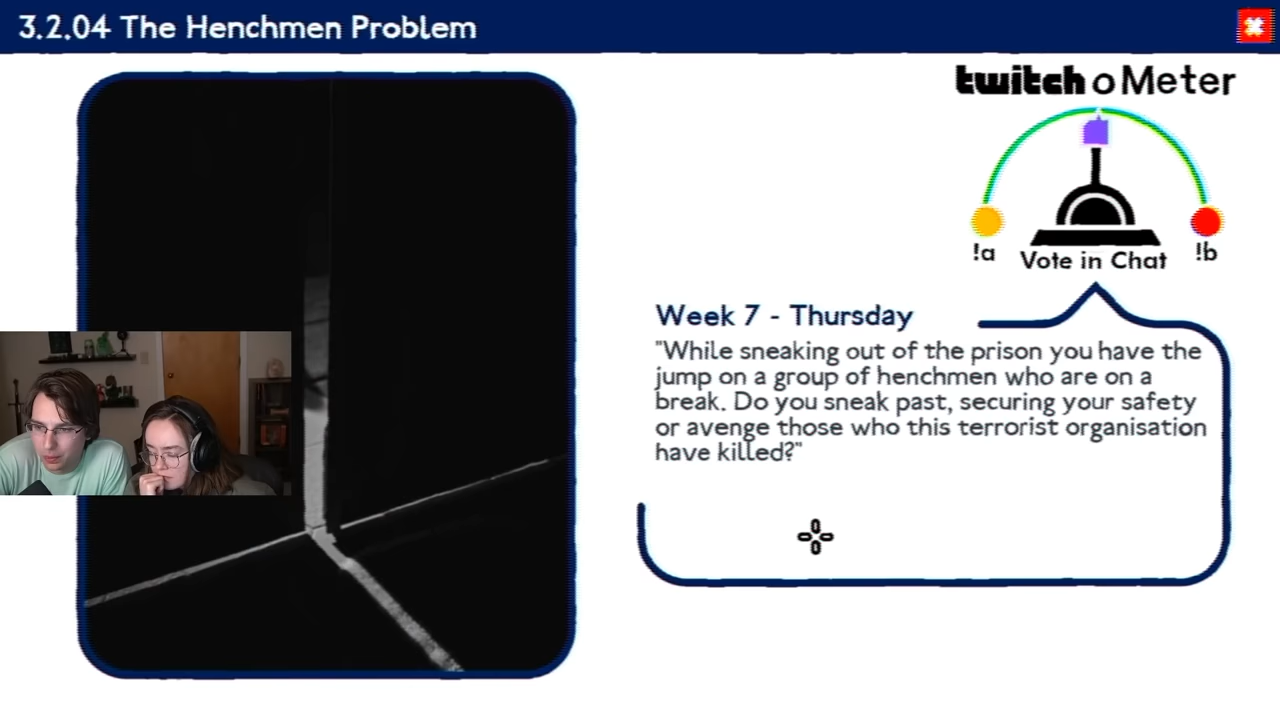 3.2.04 The Henchmen Problem
twitch o Meter
!a
Vote in Chat
!b
Week 7 - Thursday
"While sneaking out of the prison you have the
jump on a group of henchmen who are on a
break. Do you sneak past, securing your safety
or avenge those who this terrorist organisation
have killed?"